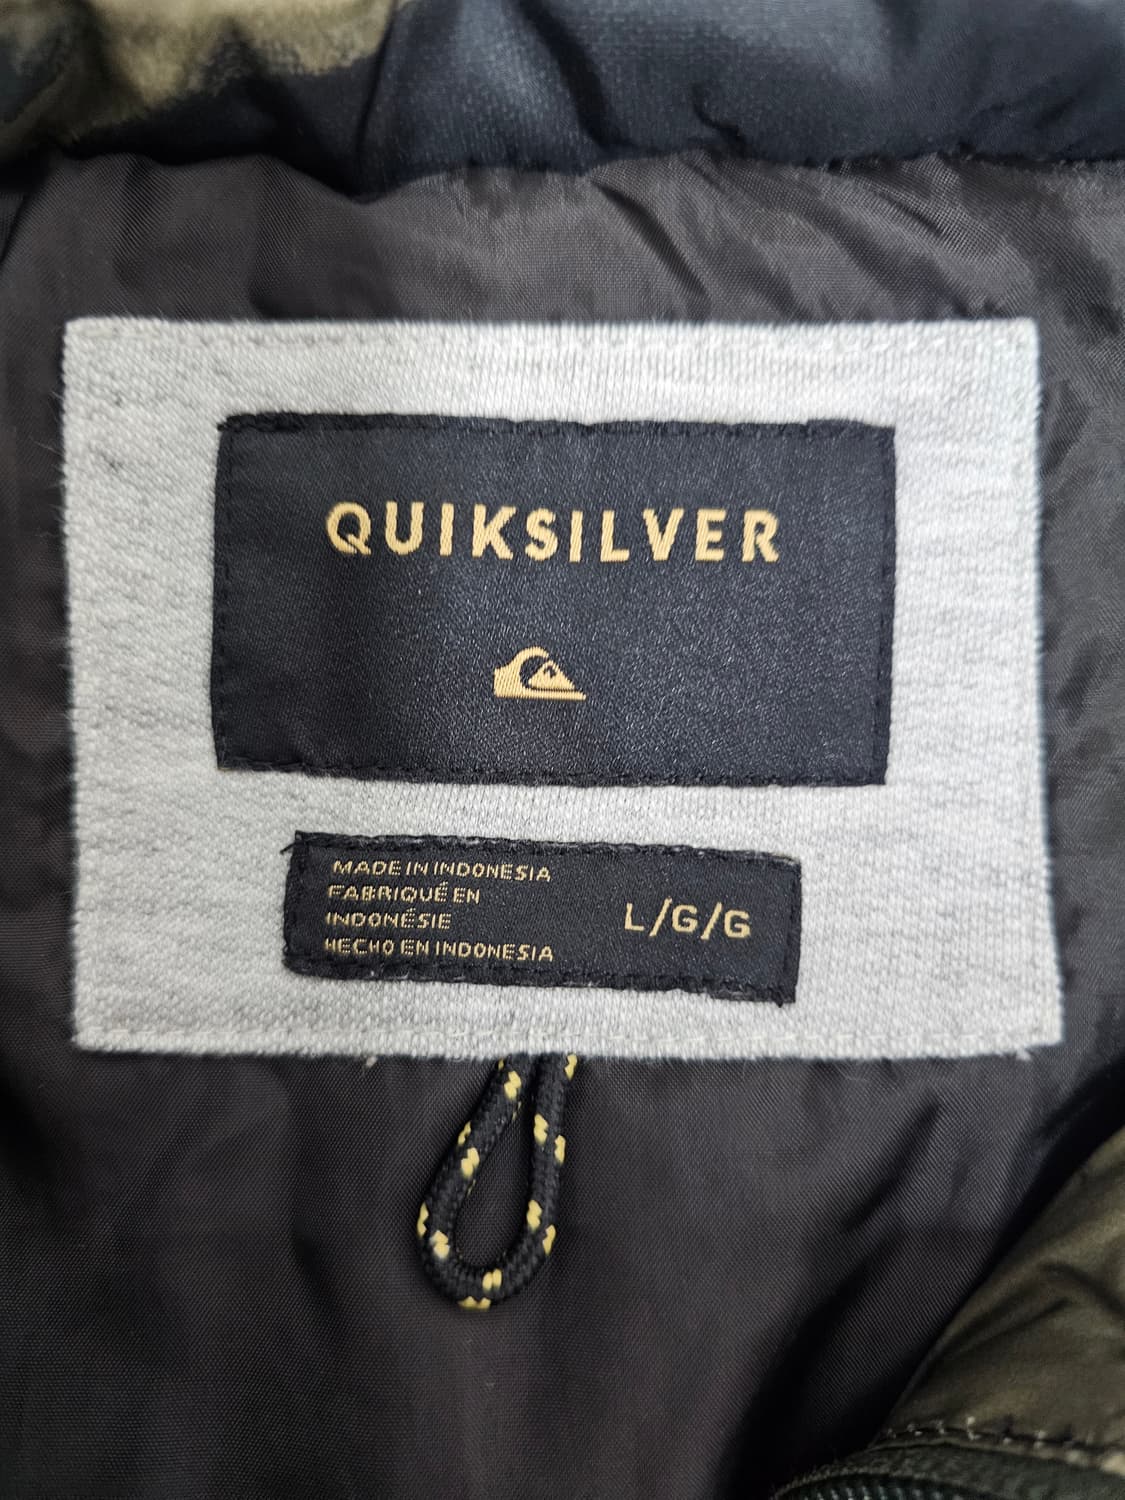 QUIKSILVER
MADE IN INDONESIA
FABRIQUÉ EN
INDONÉSIE
HECHO EN INDONESIA
L/G/G